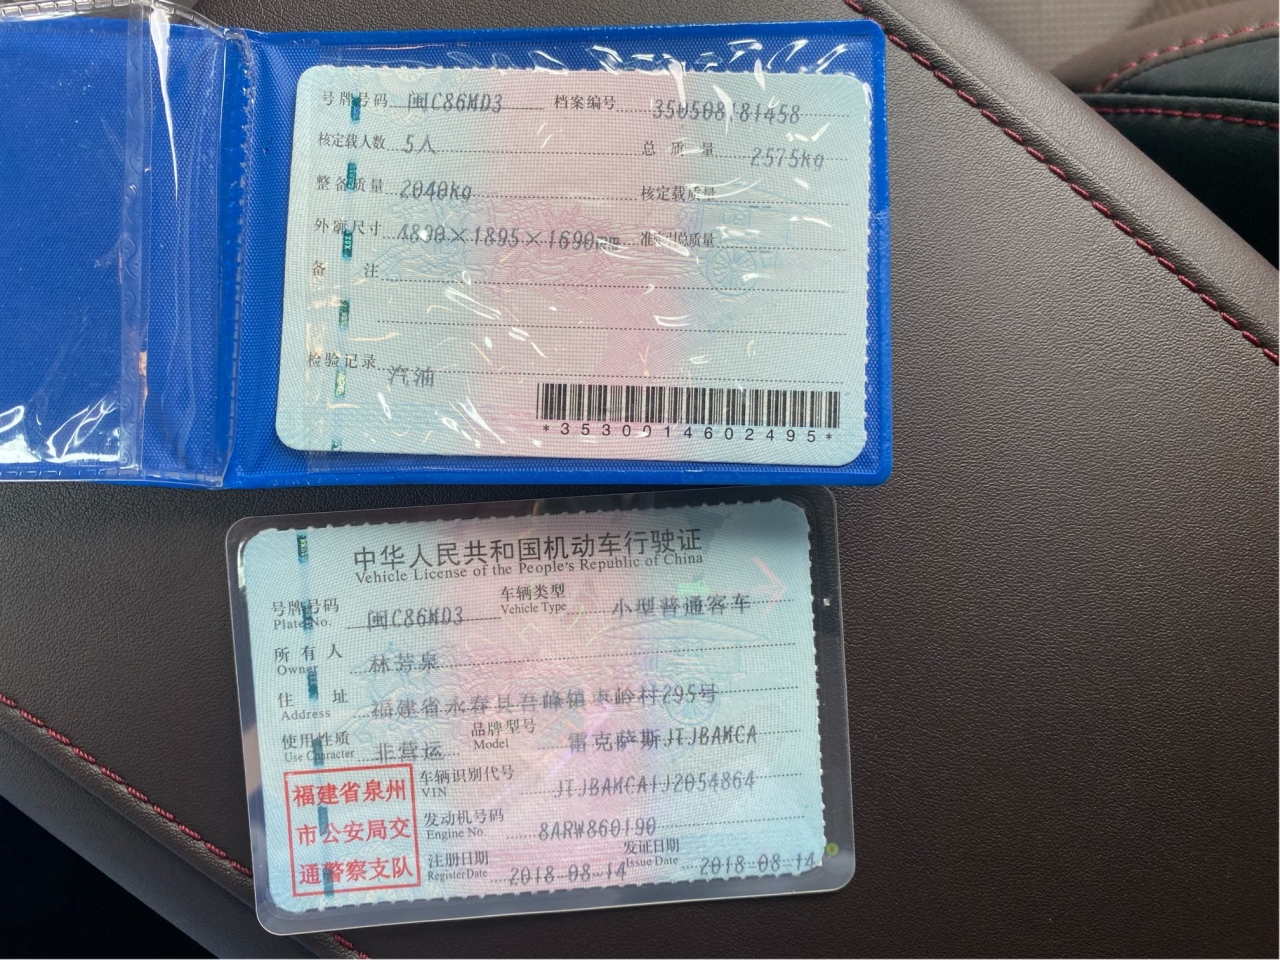 号牌号码 闽C86MD3 档案编号 350508181458
核定载人数 5人 总质量 2575kg
整备质量 2040kg 核定载质量
外廓尺寸 4890×1895×1690mm 准牵引总质量
备注
检验记录 汽油
*3530014602495*
中华人民共和国机动车行驶证
Vehicle License of the People's Republic of China
号牌号码 闽C86MD3 车辆类型 小型普通客车
Plate No. Vehicle Type
所有人 林芳泉
Owner
住址 福建省永春县吾峰镇枣岭村295号
Address
使用性质 非营运 品牌型号 雷克萨斯JTJBAMCA
Use Character Model
车辆识别代号 JTJBAMCA1J2054864
VIN
发动机号码 8ARW860190
Engine No.
注册日期 2018-08-14 发证日期 2018-08-14
Register Date Issue Date
福建省泉州
市公安局交
通警察支队